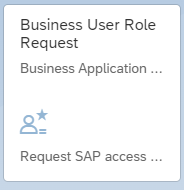 Business User Role
Request
Business Application ...
Request SAP access ...